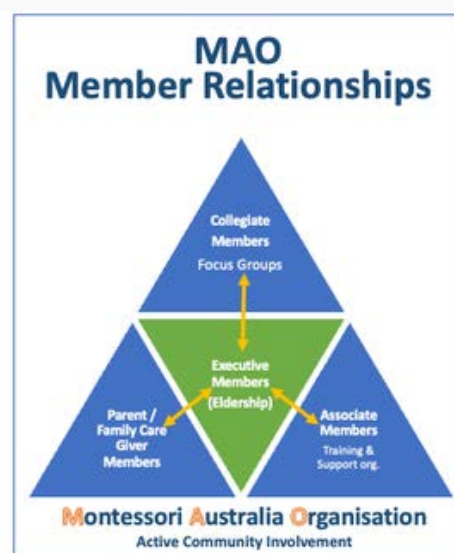 MAO
Member Relationships
Collegiate
Members
Focus Groups
Executive
Members
(Eldership)
Parent /
Family Care
Giver
Members
Associate
Members
Training &
Support org.
Montessori Australia Organisation
Active Community Involvement